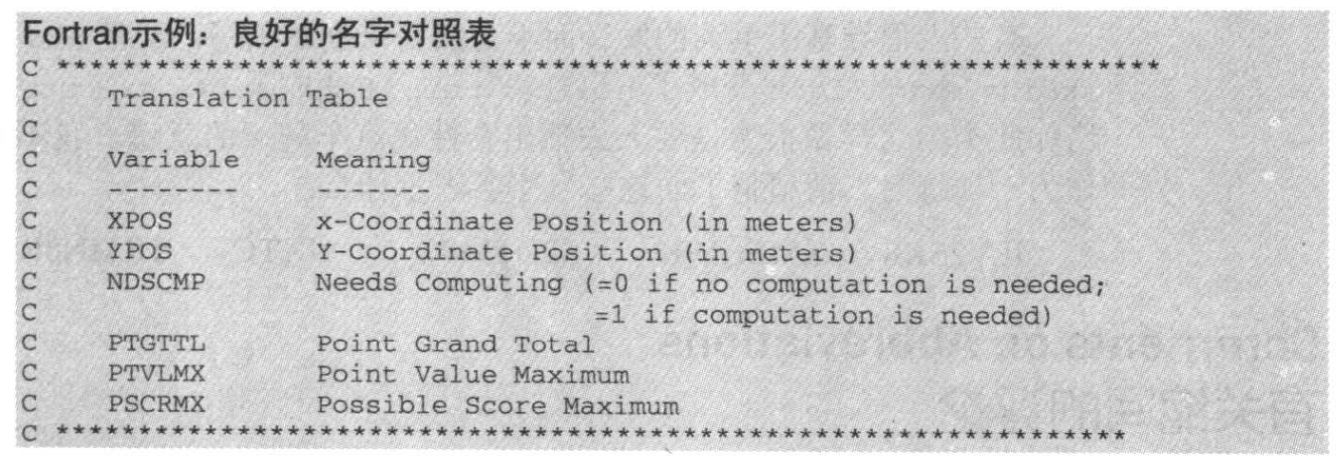 Fortran示例：良好的名字对照表
C *******************************************************************
C    Translation Table
C
C    Variable    Meaning
C    --------    -------
C    XPOS        x-Coordinate Position (in meters)
C    YPOS        Y-Coordinate Position (in meters)
C    NDSCMP      Needs Computing (=0 if no computation is needed;
C                                 =1 if computation is needed)
C    PTGTTL      Point Grand Total
C    PTVLMX      Point Value Maximum
C    PSCRMX      Possible Score Maximum
C *****************************************************************